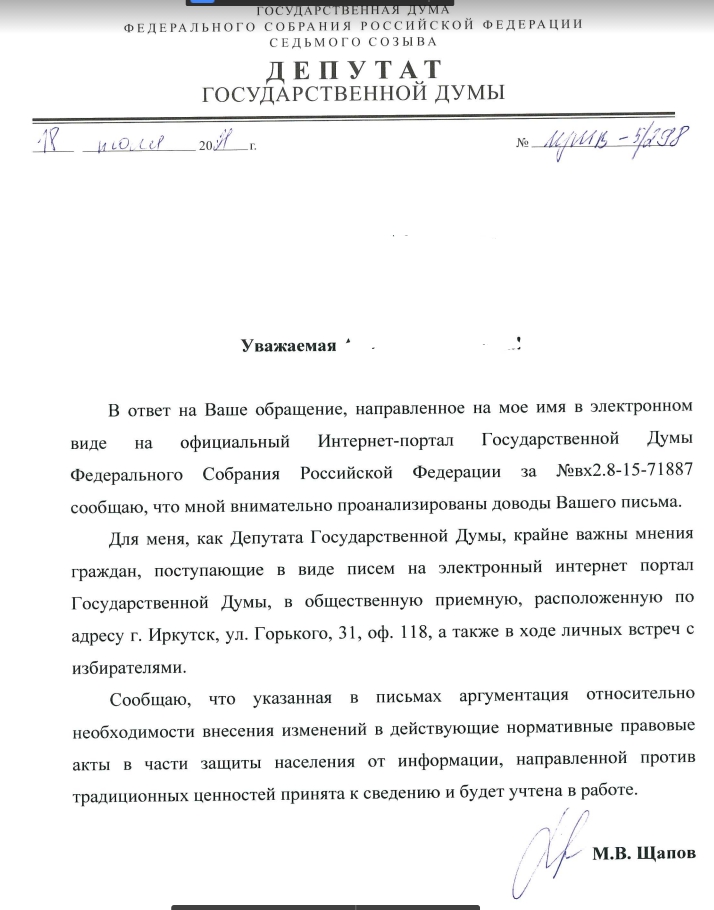 ГОСУДАРСТВЕННАЯ ДУМА
ФЕДЕРАЛЬНОГО СОБРАНИЯ РОССИЙСКОЙ ФЕДЕРАЦИИ
СЕДЬМОГО СОЗЫВА
ДЕПУТАТ
ГОСУДАРСТВЕННОЙ ДУМЫ
18 июля 2021 г. № –5/298
Уважаемая !
В ответ на Ваше обращение, направленное на мое имя в электронном
виде на официальный Интернет-портал Государственной Думы
Федерального Собрания Российской Федерации за №вх2.8-15-71887
сообщаю, что мной внимательно проанализированы доводы Вашего письма.
Для меня, как Депутата Государственной Думы, крайне важны мнения
граждан, поступающие в виде писем на электронный интернет портал
Государственной Думы, в общественную приемную, расположенную по
адресу г. Иркутск, ул. Горького, 31, оф. 118, а также в ходе личных встреч с
избирателями.
Сообщаю, что указанная в письмах аргументация относительно
необходимости внесения изменений в действующие нормативные правовые
акты в части защиты населения от информации, направленной против
традиционных ценностей принята к сведению и будет учтена в работе.
М.В. Щапов